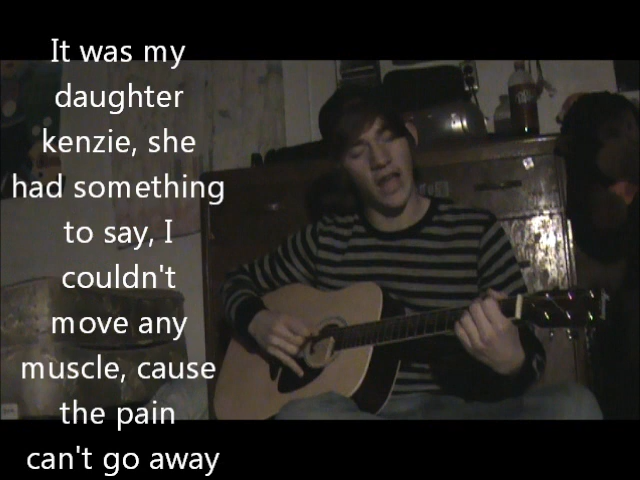 It was my
daughter
kenzie, she
had something
to say, I
couldn't
move any
muscle, cause
the pain
can't go away